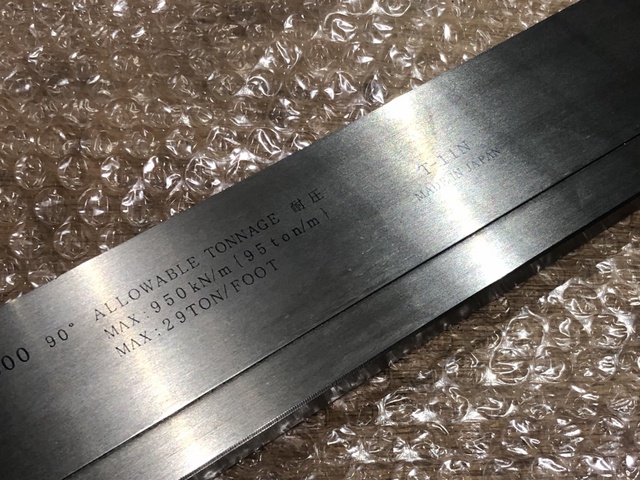 00 90° ALLOWABLE TONNAGE 耐圧
MAX:950kN/m{95ton/m}
MAX:29TON/FOOT
T-11N
MADE IN JAPAN